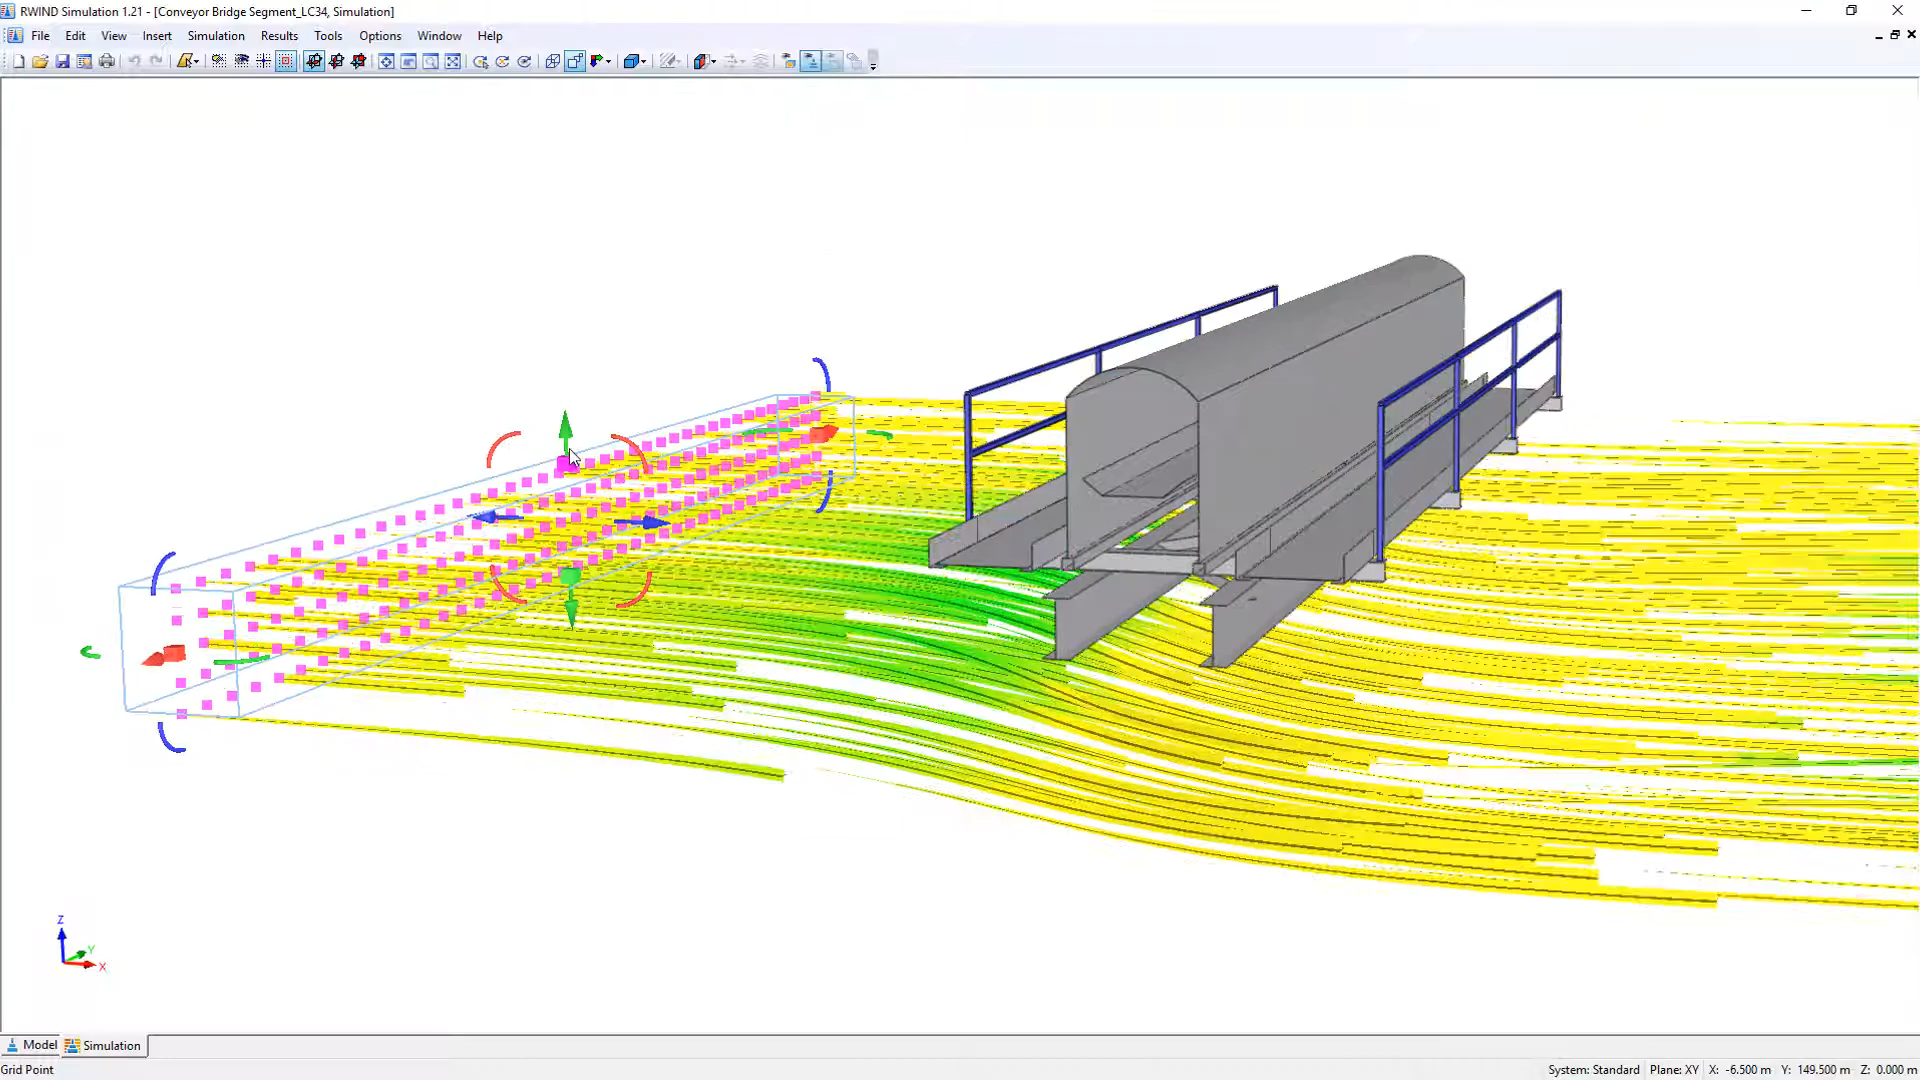 RWIND Simulation 1.21 - [Conveyor Bridge Segment_LC34, Simulation]
File Edit View Insert Simulation Results Tools Options Window Help
Z
Y
X
Model Simulation
Grid Point System: Standard Plane: XY X: -6.500 m Y: 149.500 m Z: 0.000 m